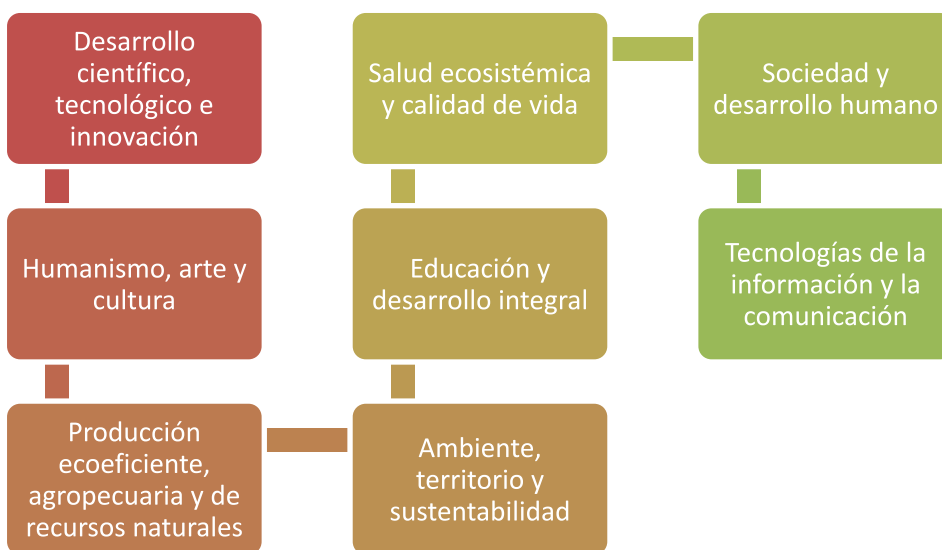 Desarrollo
científico,
tecnológico e
innovación
Humanismo, arte y
cultura
Producción
ecoeficiente,
agropecuaria y de
recursos naturales
Ambiente,
territorio y
sustentabilidad
Educación y
desarrollo integral
Salud ecosistémica
y calidad de vida
Sociedad y
desarrollo humano
Tecnologías de la
información y la
comunicación